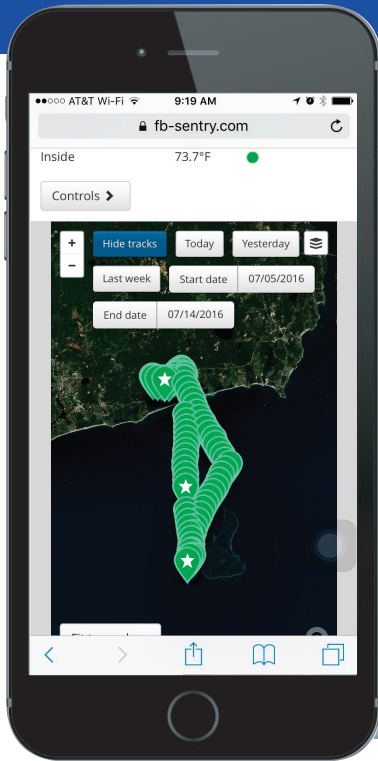 ●●○○○ AT&T Wi-Fi 9:19 AM
fb-sentry.com
Inside 73.7°F
Controls >
+ Hide tracks Today Yesterday
- Last week Start date 07/05/2016
End date 07/14/2016